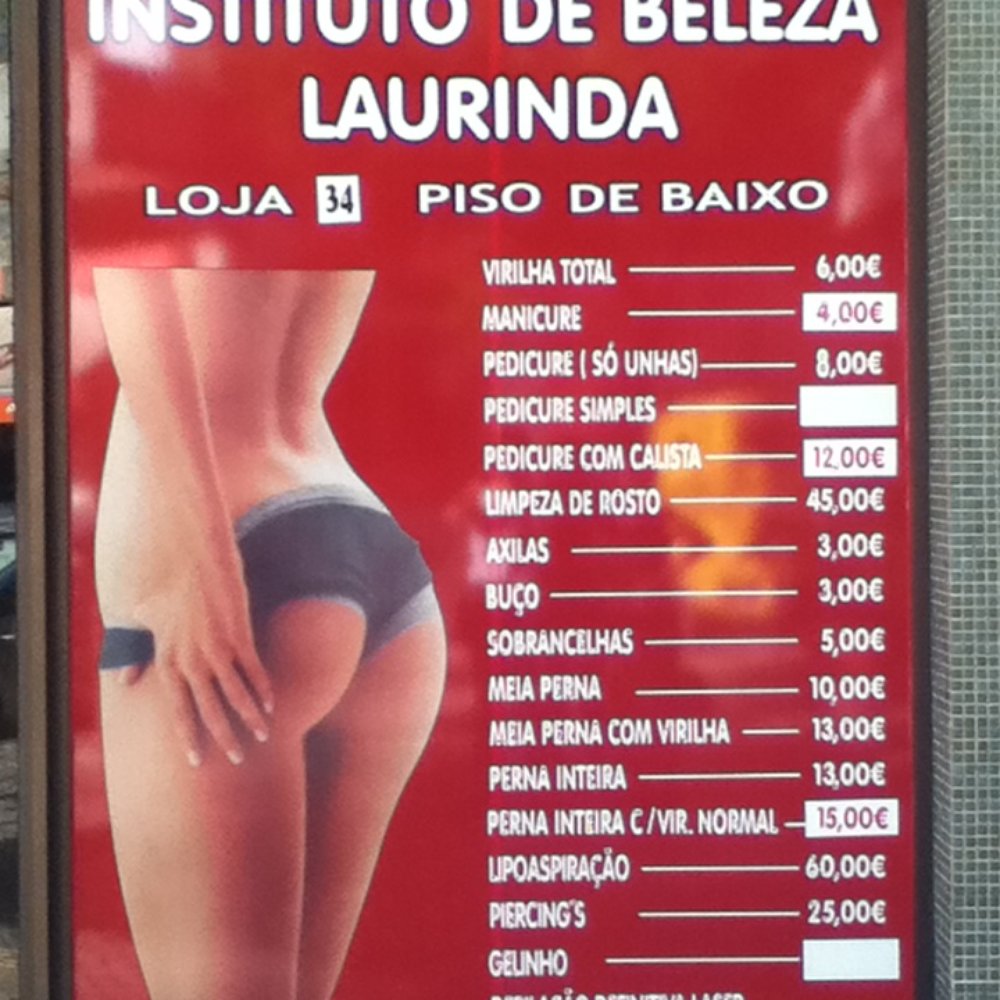 INSTITUTO DE BELEZA
LAURINDA
LOJA 34 PISO DE BAIXO
VIRILHA TOTAL 6,00€
MANICURE 4,00€
PEDICURE ( SÓ UNHAS) 8,00€
PEDICURE SIMPLES
PEDICURE COM CALISTA 12,00€
LIMPEZA DE ROSTO 45,00€
AXILAS 3,00€
BUÇO 3,00€
SOBRANCELHAS 5,00€
MEIA PERNA 10,00€
MEIA PERNA COM VIRILHA 13,00€
PERNA INTEIRA 13,00€
PERNA INTEIRA C/VIR. NORMAL 15,00€
LIPOASPIRAÇÃO 60,00€
PIERCING'S 25,00€
GELINHO
DEPILAÇÃO DEFINITIVA LASER